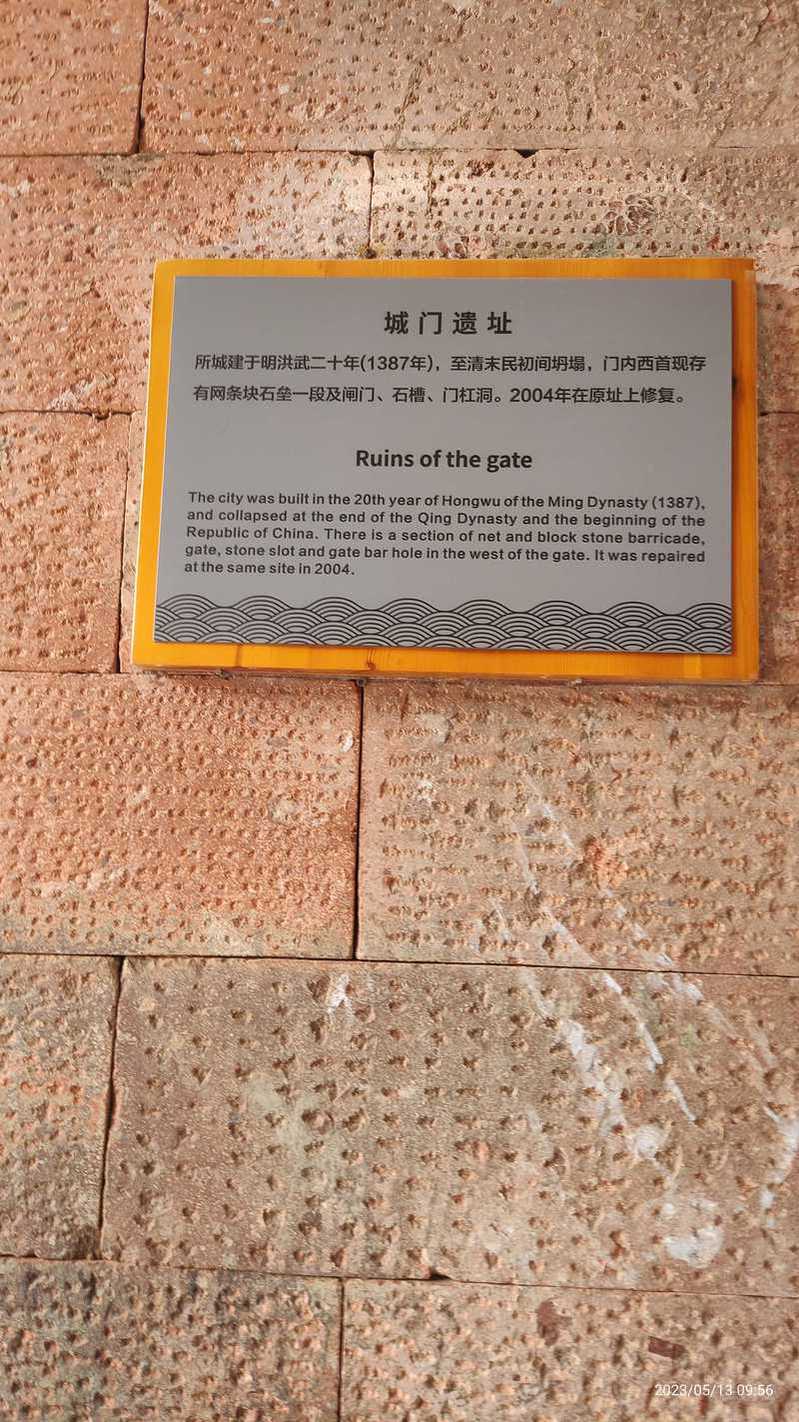 城门遗址
所城建于明洪武二十年(1387年)，至清末民初间坍塌，门内西首现存
有网条块石垒一段及闸门、石槽、门杠洞。2004年在原址上修复。
Ruins of the gate
The city was built in the 20th year of Hongwu of the Ming Dynasty (1387),
and collapsed at the end of the Qing Dynasty and the beginning of the
Republic of China. There is a section of net and block stone barricade,
gate, stone slot and gate bar hole in the west of the gate. It was repaired
at the same site in 2004.
2023/05/13 09:56